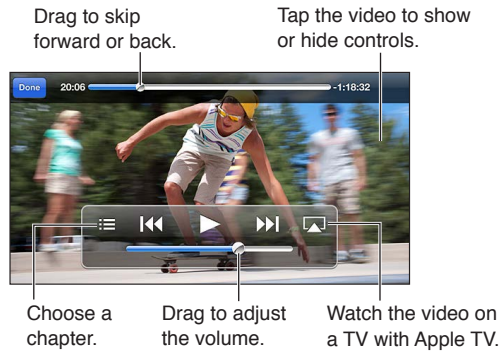 Drag to skip
forward or back.
Tap the video to show
or hide controls.
Done 20:06 -1:18:32
Choose a
chapter.
Drag to adjust
the volume.
Watch the video on
a TV with Apple TV.